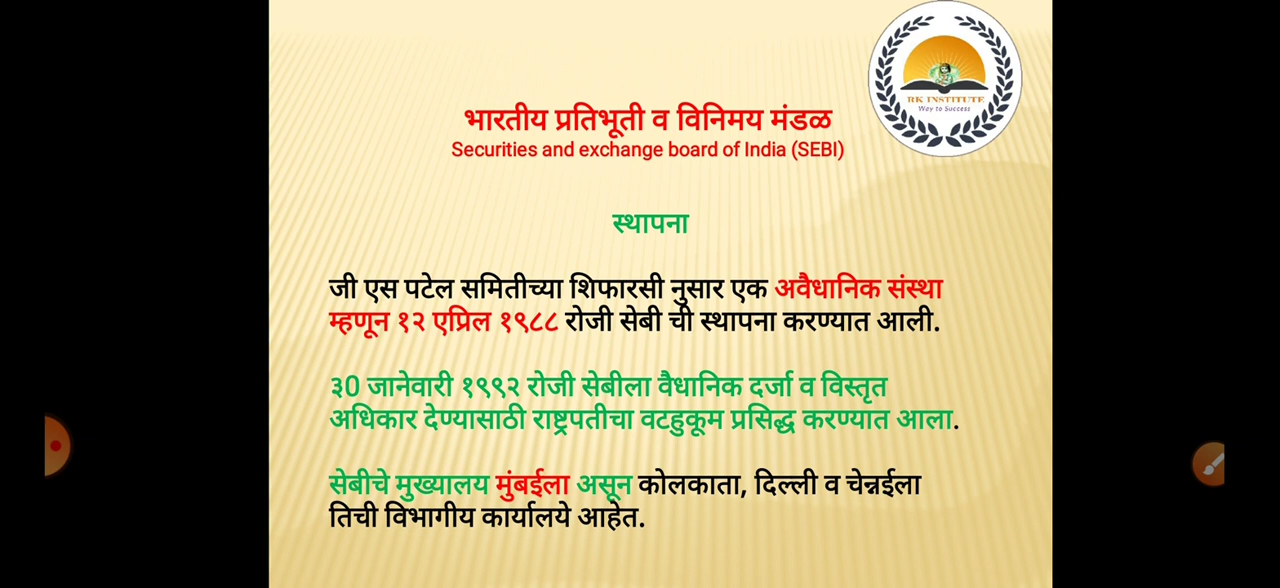 RK INSTITUTE
Way to Success
भारतीय प्रतिभूती व विनिमय मंडळ
Securities and exchange board of India (SEBI)
स्थापना
जी एस पटेल समितीच्या शिफारसी नुसार एक अवैधानिक संस्था
म्हणून १२ एप्रिल १९८८ रोजी सेबी ची स्थापना करण्यात आली.
३0 जानेवारी १९९२ रोजी सेबीला वैधानिक दर्जा व विस्तृत
अधिकार देण्यासाठी राष्ट्रपतीचा वटहुकूम प्रसिद्ध करण्यात आला.
सेबीचे मुख्यालय मुंबईला असून कोलकाता, दिल्ली व चेन्नईला
तिची विभागीय कार्यालये आहेत.